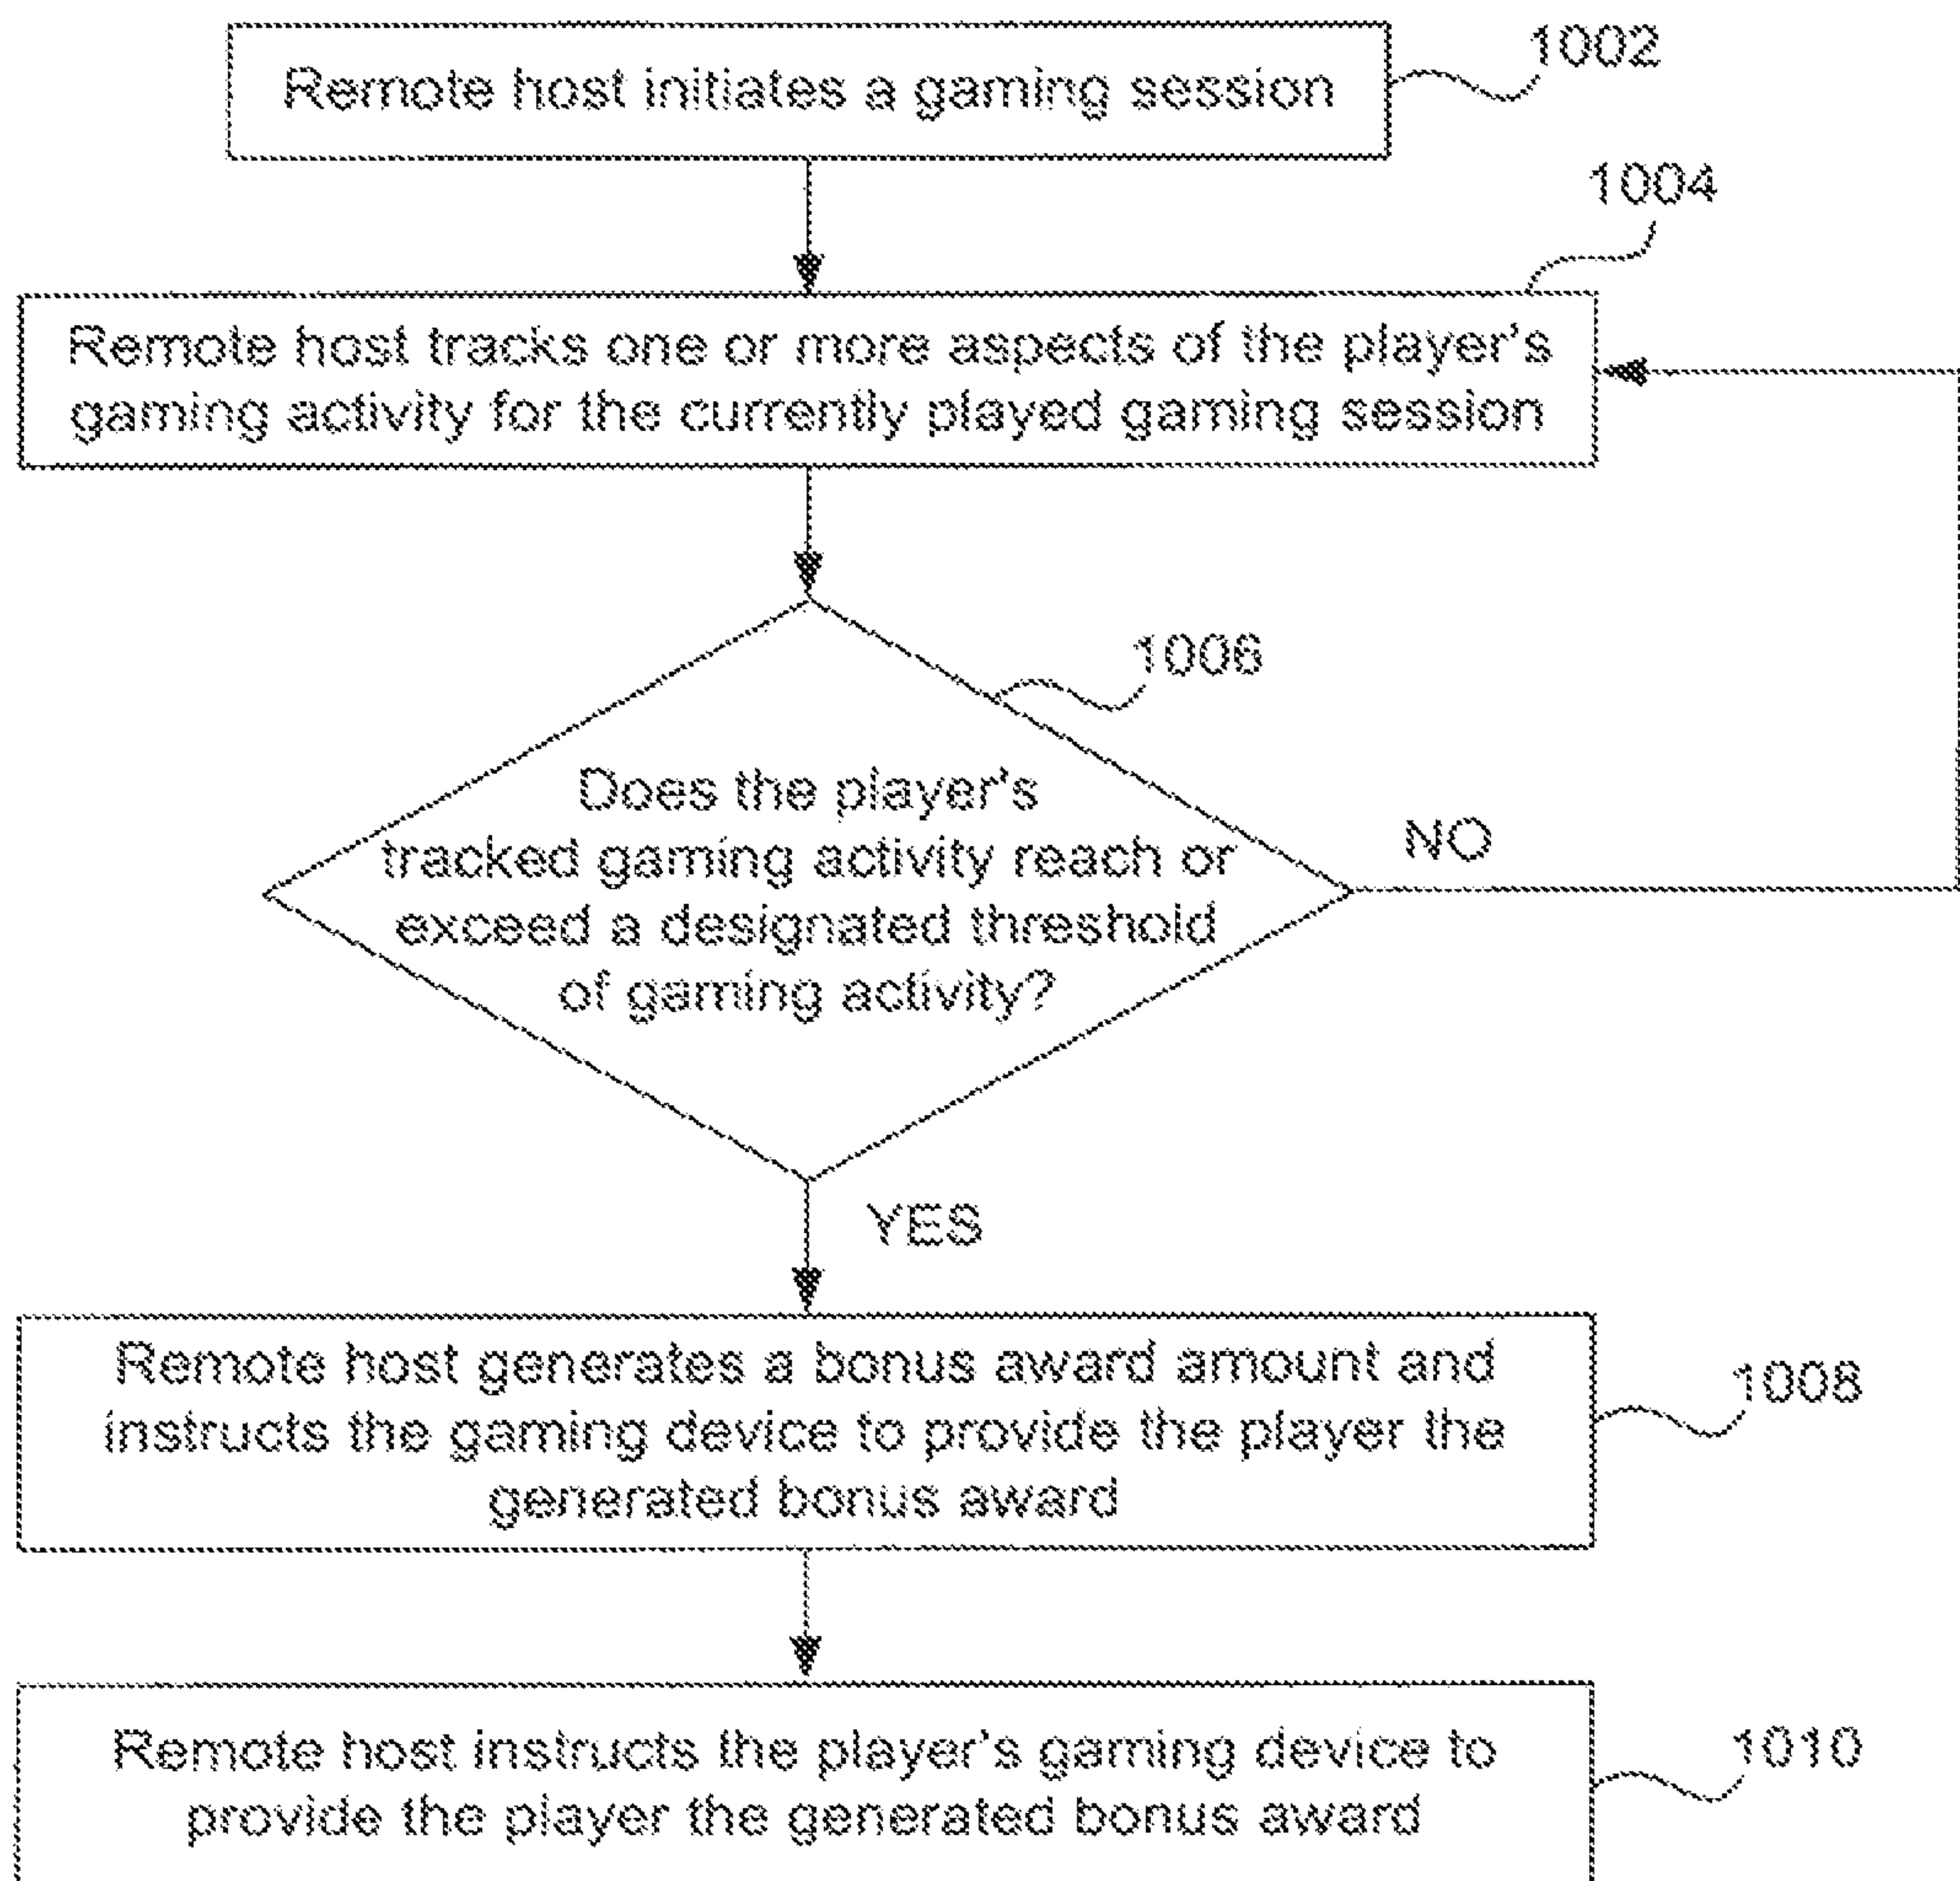 Remote host initiates a gaming session
1002
1004
Remote host tracks one or more aspects of the player's
gaming activity for the currently played gaming session
1006
Does the player's
tracked gaming activity reach or
exceed a designated threshold
of gaming activity?
NO
YES
Remote host generates a bonus award amount and
instructs the gaming device to provide the player the
generated bonus award
1008
Remote host instructs the player's gaming device to
provide the player the generated bonus award
1010